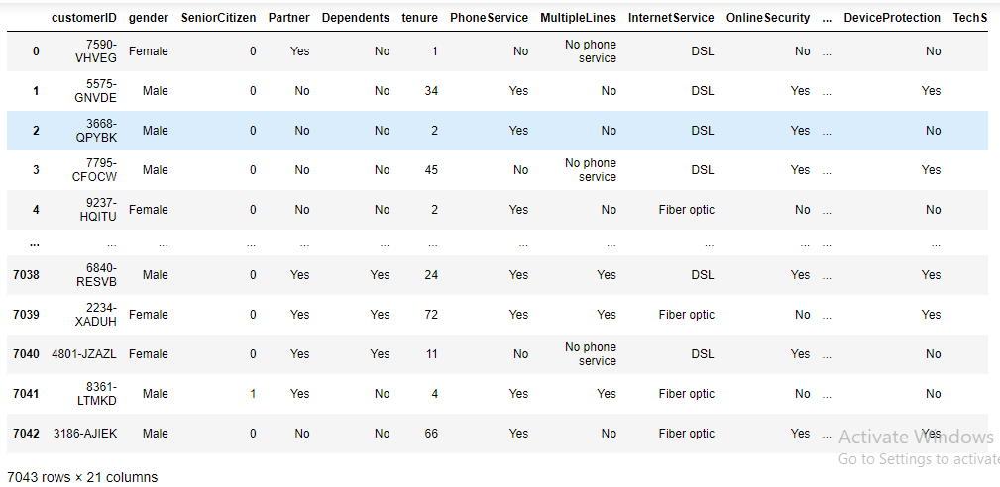 customerID gender SeniorCitizen Partner Dependents tenure PhoneService MultipleLines InternetService OnlineSecurity ... DeviceProtection TechS
0 7590-VHVEG Female 0 Yes No 1 No No phone service DSL No ... No
1 5575-GNVDE Male 0 No No 34 Yes No DSL Yes ... Yes
2 3668-QPYBK Male 0 No No 2 Yes No DSL Yes ... No
3 7795-CFOCW Male 0 No No 45 No No phone service DSL Yes ... Yes
4 9237-HQITU Female 0 No No 2 Yes No Fiber optic No ... No
... ... ... ... ... ... ... ... ... ... ... ... ...
7038 6840-RESVB Male 0 Yes Yes 24 Yes Yes DSL Yes ... Yes
7039 2234-XADUH Female 0 Yes Yes 72 Yes Yes Fiber optic No ... Yes
7040 4801-JZAZL Female 0 Yes Yes 11 No No phone service DSL Yes ... No
7041 8361-LTMKD Male 1 Yes No 4 Yes Yes Fiber optic No ... No
7042 3186-AJIEK Male 0 No No 66 Yes No Fiber optic Yes ... Yes
Activate Windows
Go to Settings to activate
7043 rows × 21 columns